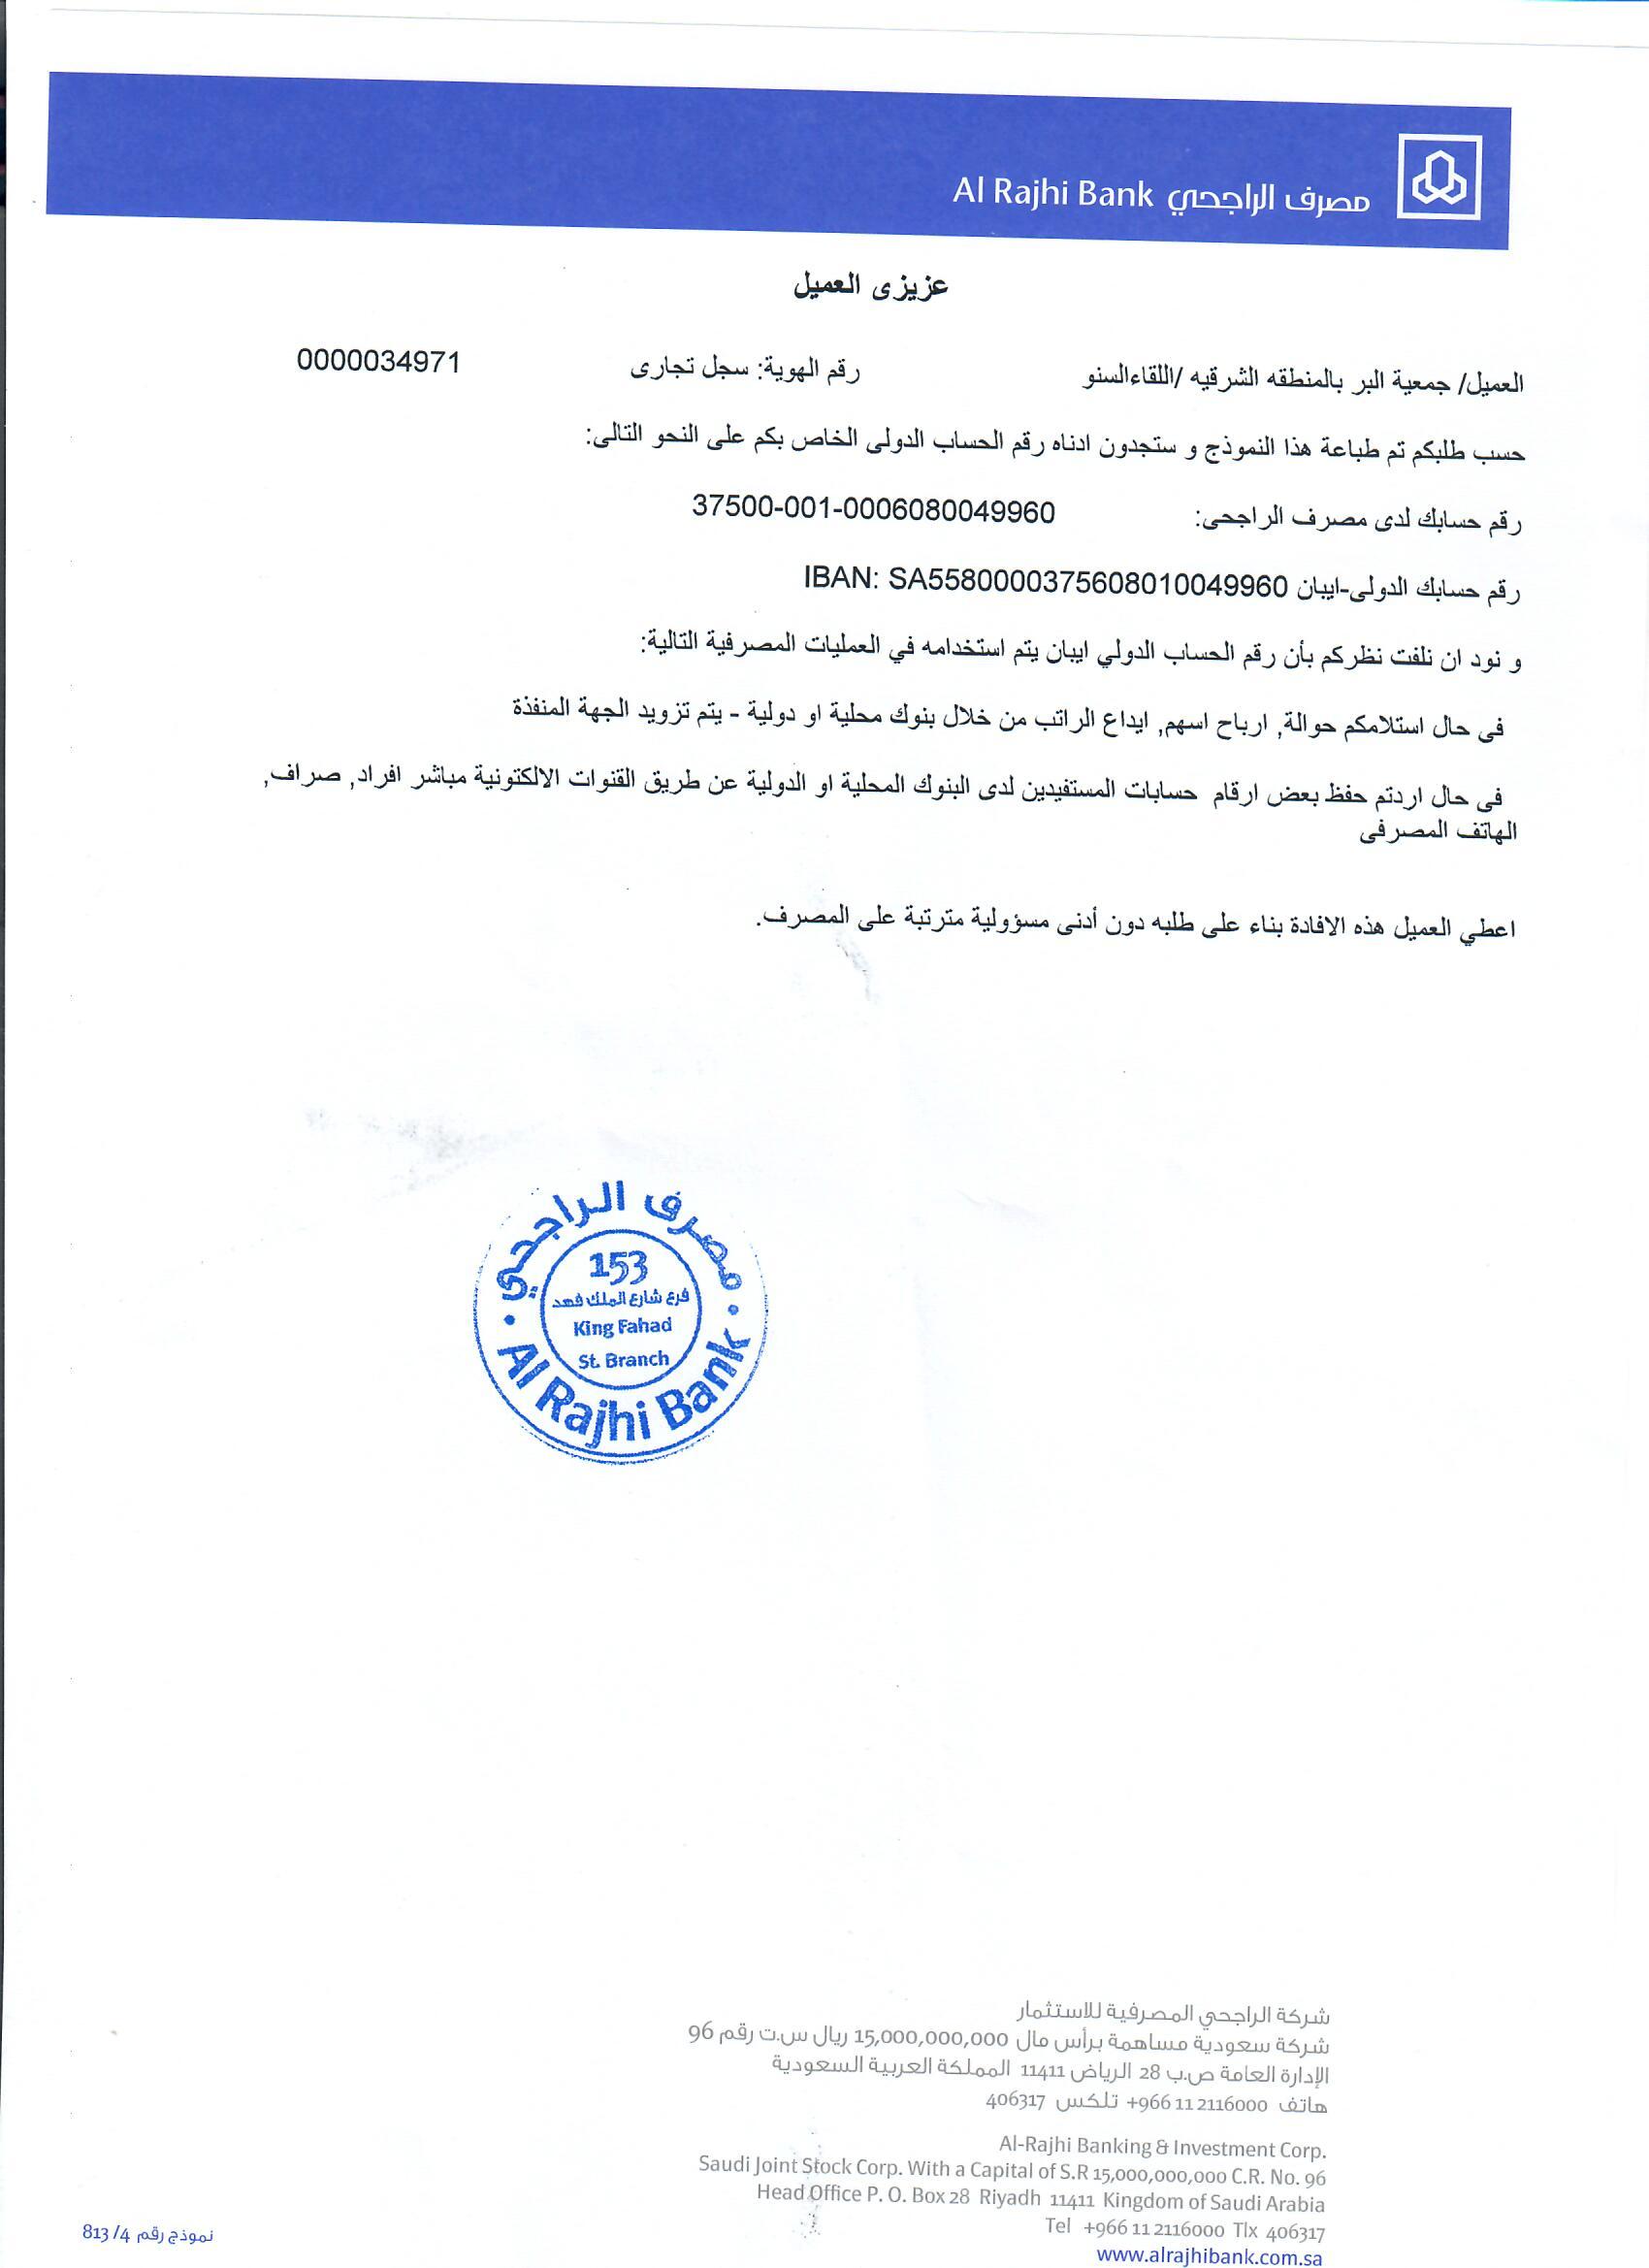 مصرف الراجحي Al Rajhi Bank
عزيزى العميل
العميل/ جمعية البر بالمنطقه الشرقيه /اللقاءالسنو رقم الهوية: سجل تجارى 0000034971
حسب طلبكم تم طباعة هذا النموذج و ستجدون ادناه رقم الحساب الدولى الخاص بكم على النحو التالى:
رقم حسابك لدى مصرف الراجحى: 37500-001-0006080049960
رقم حسابك الدولى-ايبان IBAN: SA5580000375608010049960
و نود ان نلفت نظركم بأن رقم الحساب الدولي ايبان يتم استخدامه في العمليات المصرفية التالية:
فى حال استلامكم حوالة, ارباح اسهم, ايداع الراتب من خلال بنوك محلية او دولية - يتم تزويد الجهة المنفذة
فى حال اردتم حفظ بعض ارقام حسابات المستفيدين لدى البنوك المحلية او الدولية عن طريق القنوات الالكتونية مباشر افراد, صراف,
الهاتف المصرفى
اعطي العميل هذه الافادة بناء على طلبه دون أدنى مسؤولية مترتبة على المصرف.
مصرف الراجحي
153
فرع شارع الملك فهد
King Fahad
St. Branch
Al Rajhi Bank
شركة الراجحي المصرفية للاستثمار
شركة سعودية مساهمة برأس مال 15,000,000,000 ريال س.ت رقم 96
الإدارة العامة ص.ب 28 الرياض 11411 المملكة العربية السعودية
هاتف +966 11 2116000 تلكس 406317
Al-Rajhi Banking & Investment Corp.
Saudi Joint Stock Corp. With a Capital of S.R 15,000,000,000 C.R. No. 96
Head Office P. O. Box 28 Riyadh 11411 Kingdom of Saudi Arabia
Tel +966 11 2116000 Tlx 406317
www.alrajhibank.com.sa
نموذج رقم 813/4